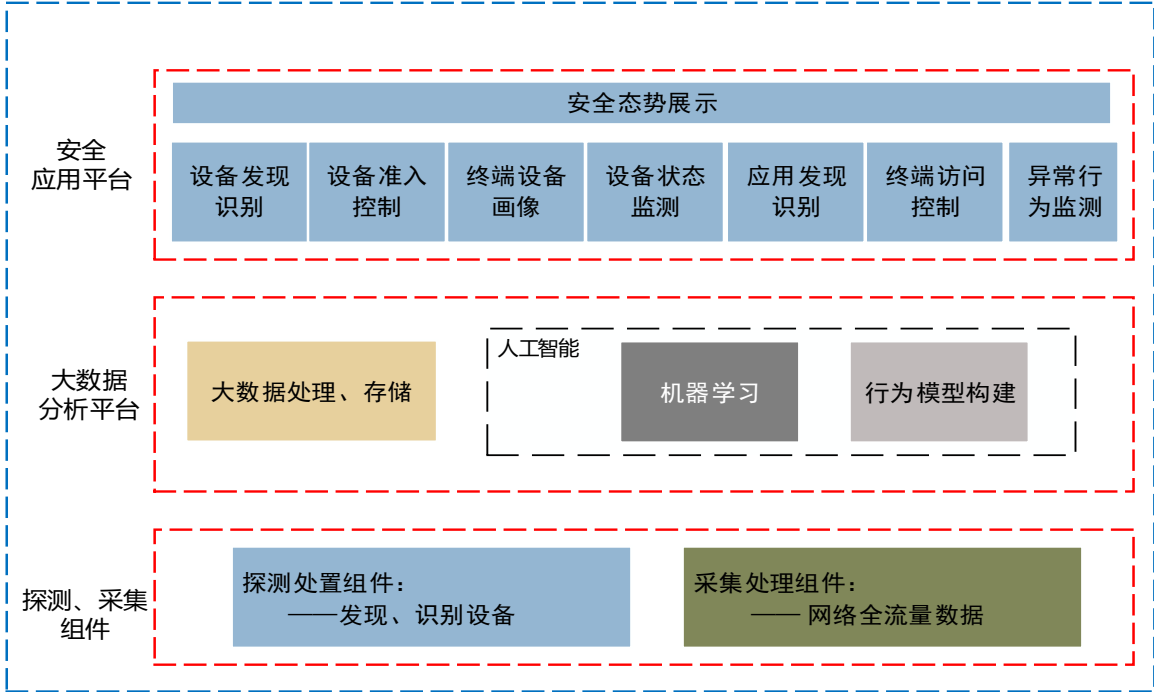 安全态势展示
安全
应用平台
设备发现
识别
设备准入
控制
终端设备
画像
设备状态
监测
应用发现
识别
终端访问
控制
异常行
为监测
大数据
分析平台
大数据处理、存储
人工智能
机器学习
行为模型构建
探测、采集
组件
探测处置组件：
——发现、识别设备
采集处理组件：
—— 网络全流量数据